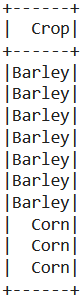 +------+
|  Crop|
+------+
|Barley|
|Barley|
|Barley|
|Barley|
|Barley|
|Barley|
|Barley|
|  Corn|
|  Corn|
|  Corn|
+------+